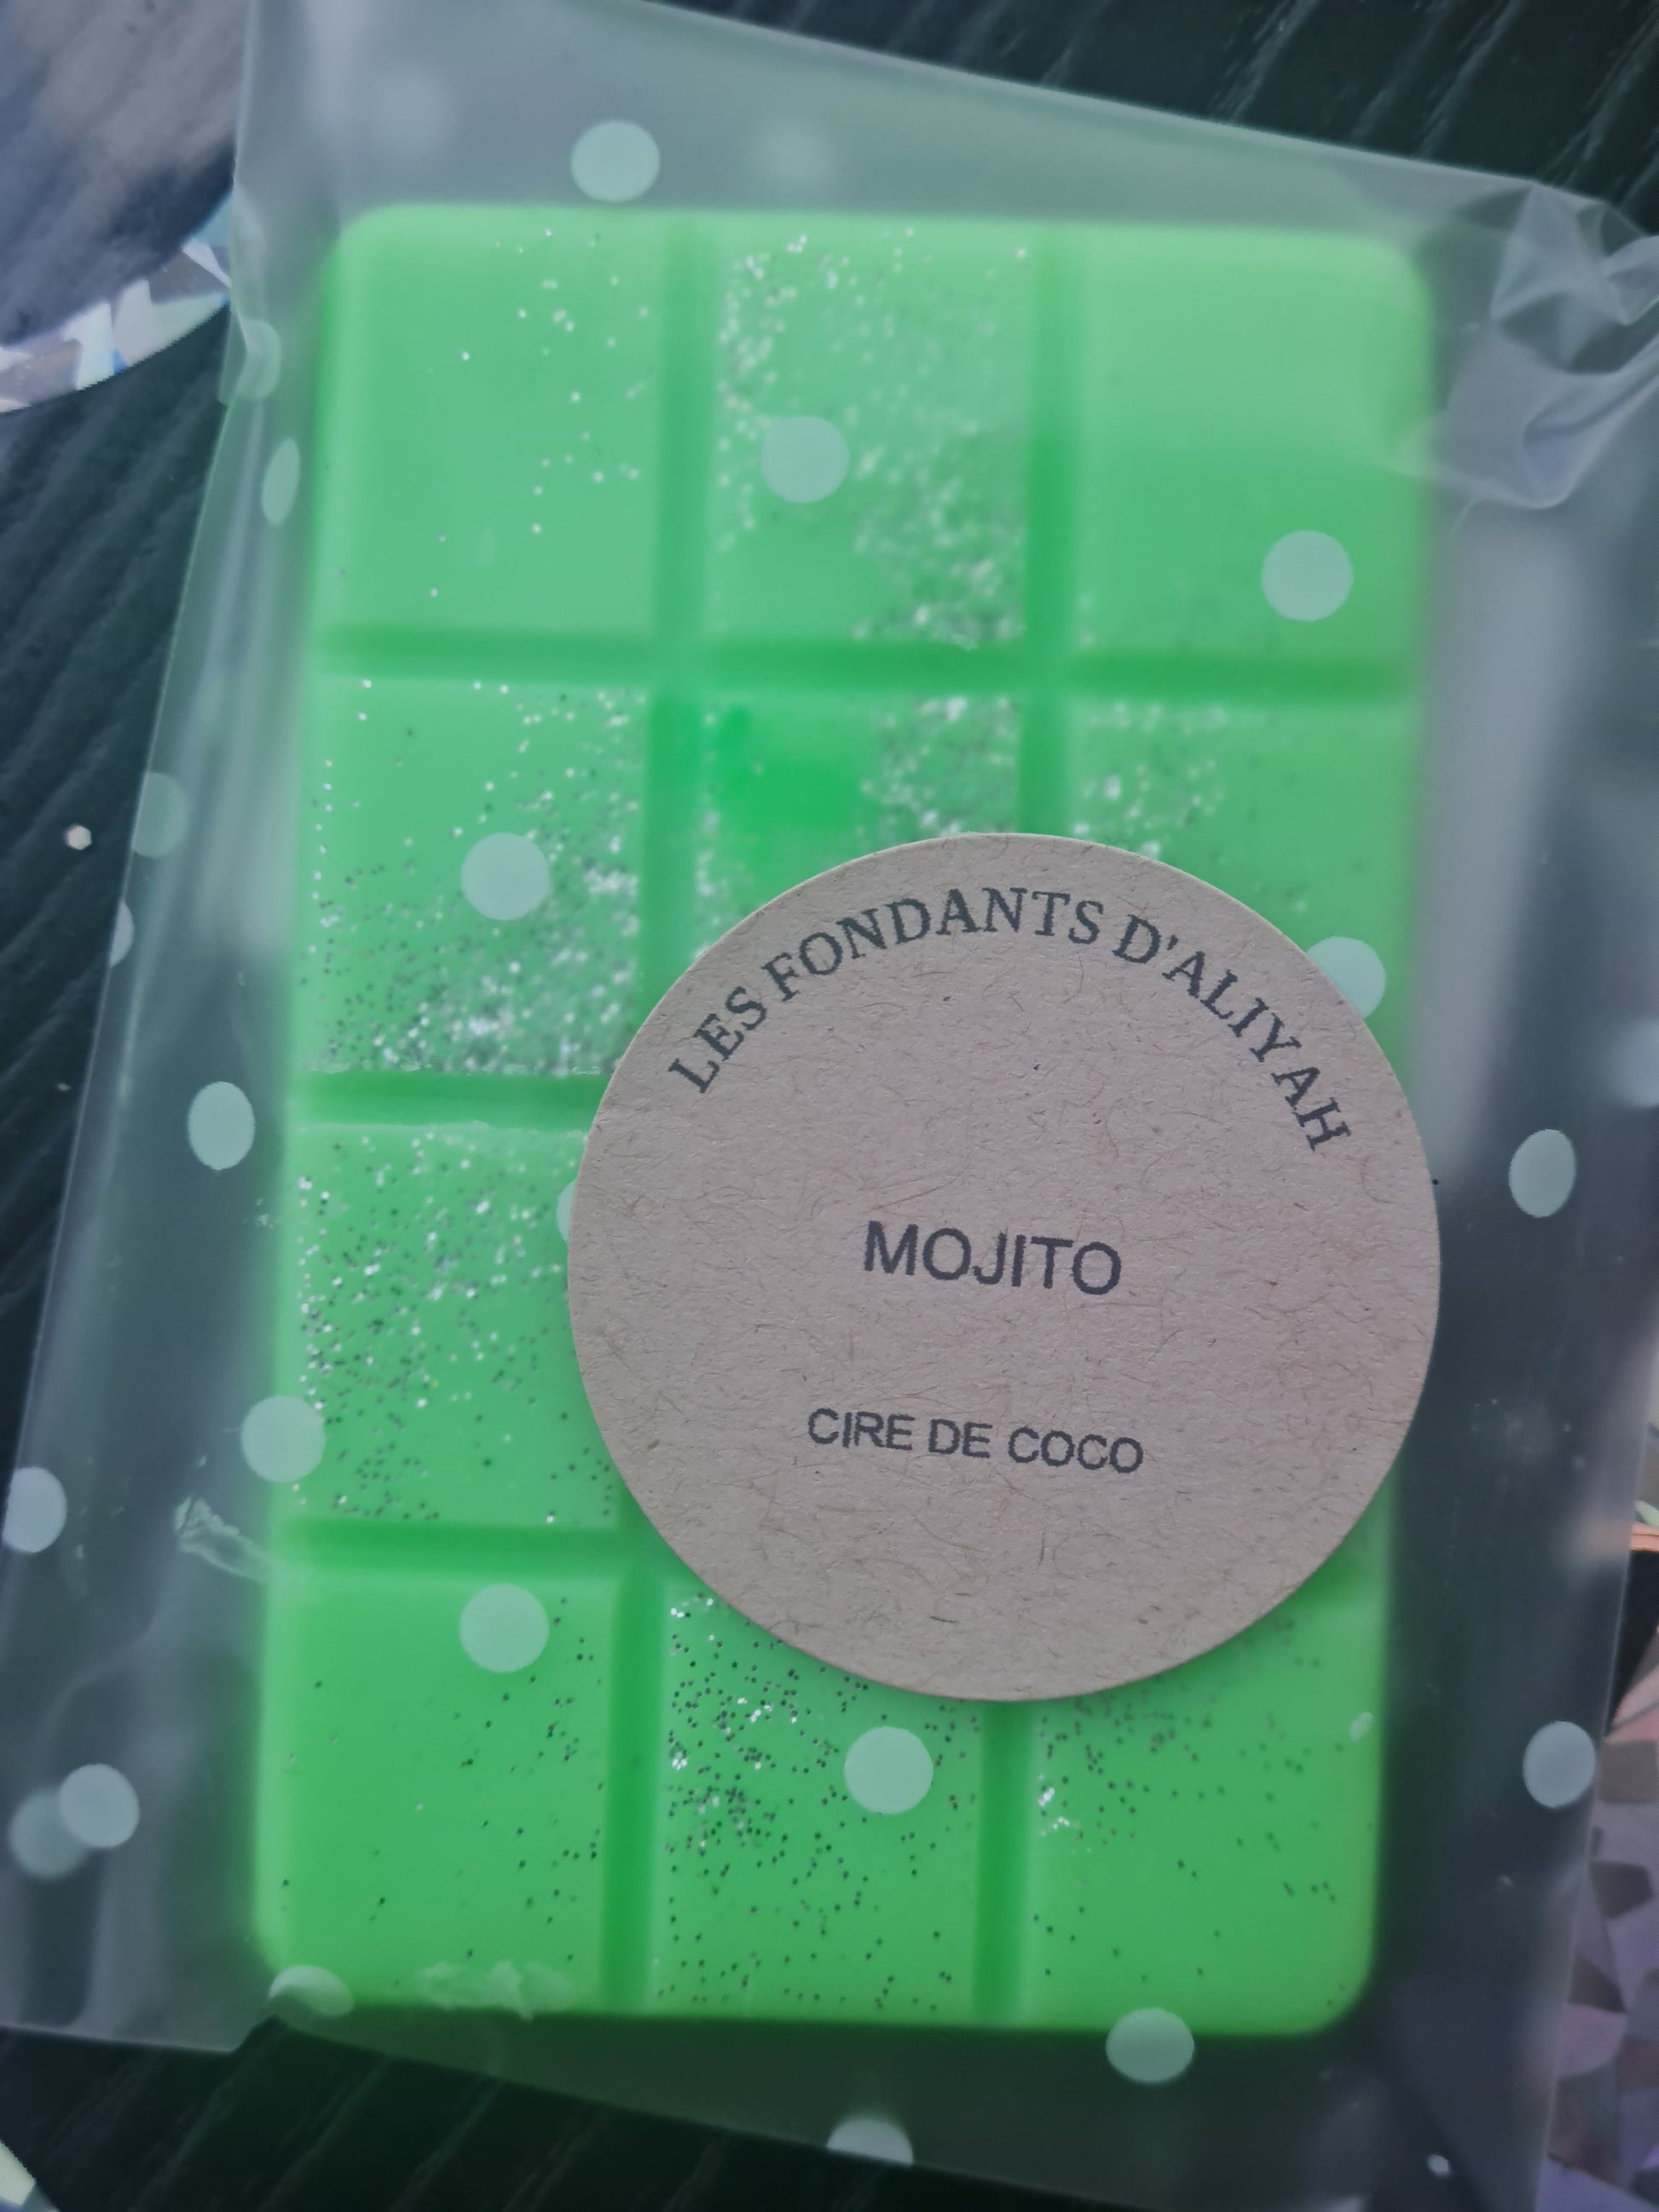 LES FONDANTS D'ALIYAH
MOJITO
CIRE DE COCO